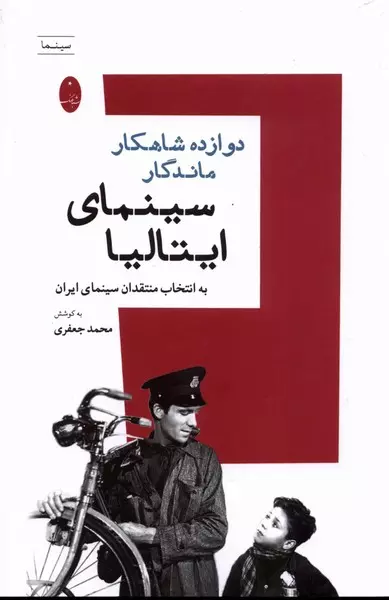 سینما
دوازده شاهکار
ماندگار
سینمای
ایتالیا
به انتخاب منتقدان سینمای ایران
به کوشش
محمد جعفری